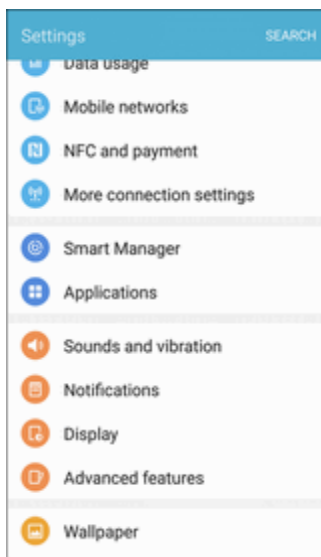 Settings
SEARCH
Data usage
Mobile networks
NFC and payment
More connection settings
Smart Manager
Applications
Sounds and vibration
Notifications
Display
Advanced features
Wallpaper